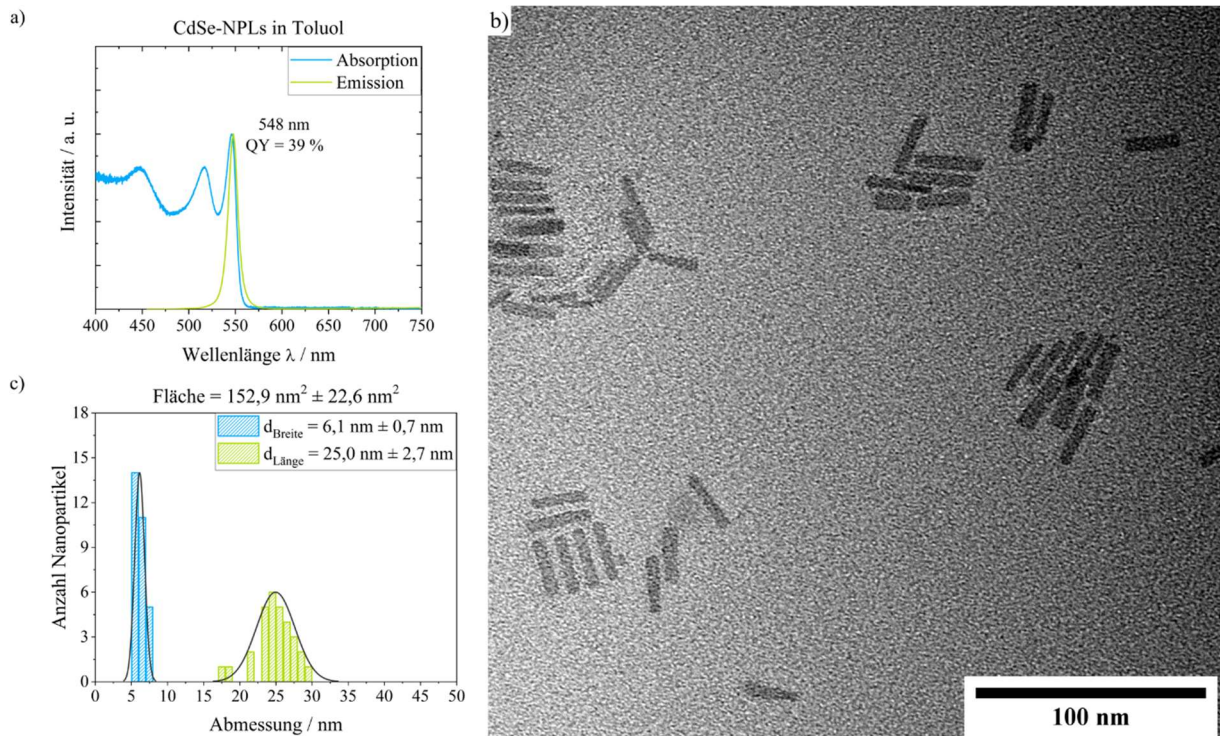 a)
CdSe-NPLs in Toluol
Absorption
Emission
548 nm
QY = 39 %
Intensität / a. u.
400 450 500 550 600 650 700 750
Wellenlänge λ / nm
b)
100 nm
c)
Fläche = 152,9 nm² ± 22,6 nm²
d_Breite = 6,1 nm ± 0,7 nm
d_Länge = 25,0 nm ± 2,7 nm
Anzahl Nanopartikel
18
15
12
9
6
3
0
0 5 10 15 20 25 30 35 40 45 50
Abmessung / nm